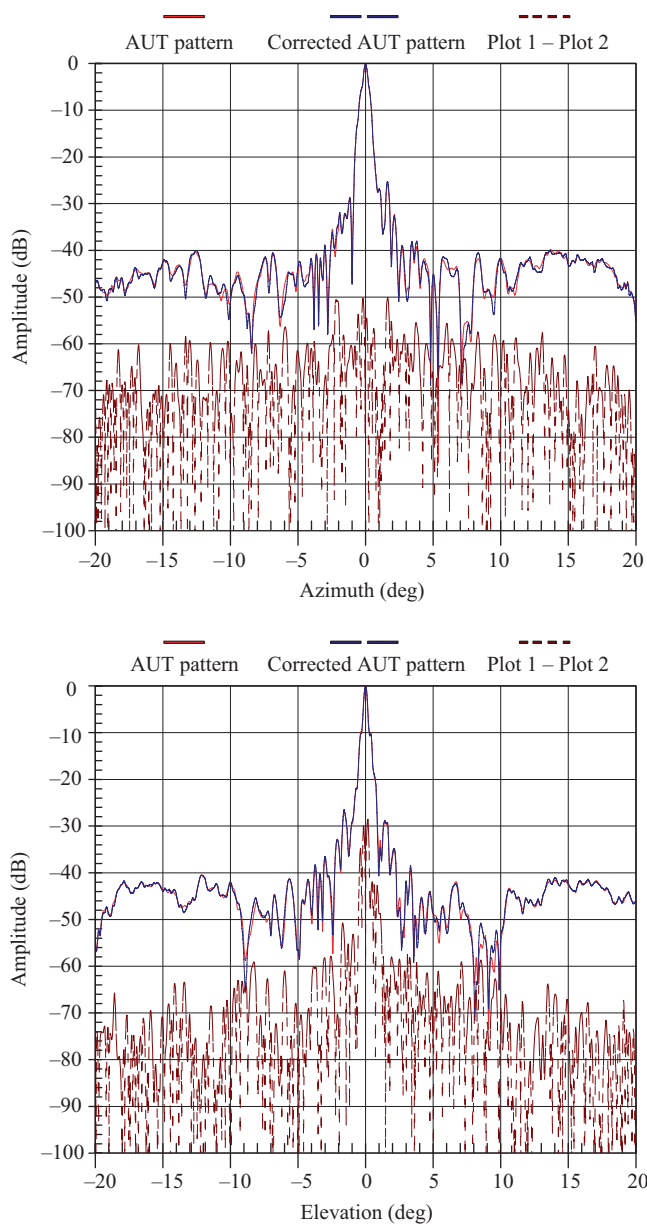 AUT pattern Corrected AUT pattern Plot 1 – Plot 2
0
–10
–20
–30
–40
–50
–60
–70
–80
–90
–100
Amplitude (dB)
–20 –15 –10 –5 0 5 10 15 20
Azimuth (deg)
AUT pattern Corrected AUT pattern Plot 1 – Plot 2
0
–10
–20
–30
–40
–50
–60
–70
–80
–90
–100
Amplitude (dB)
–20 –15 –10 –5 0 5 10 15 20
Elevation (deg)